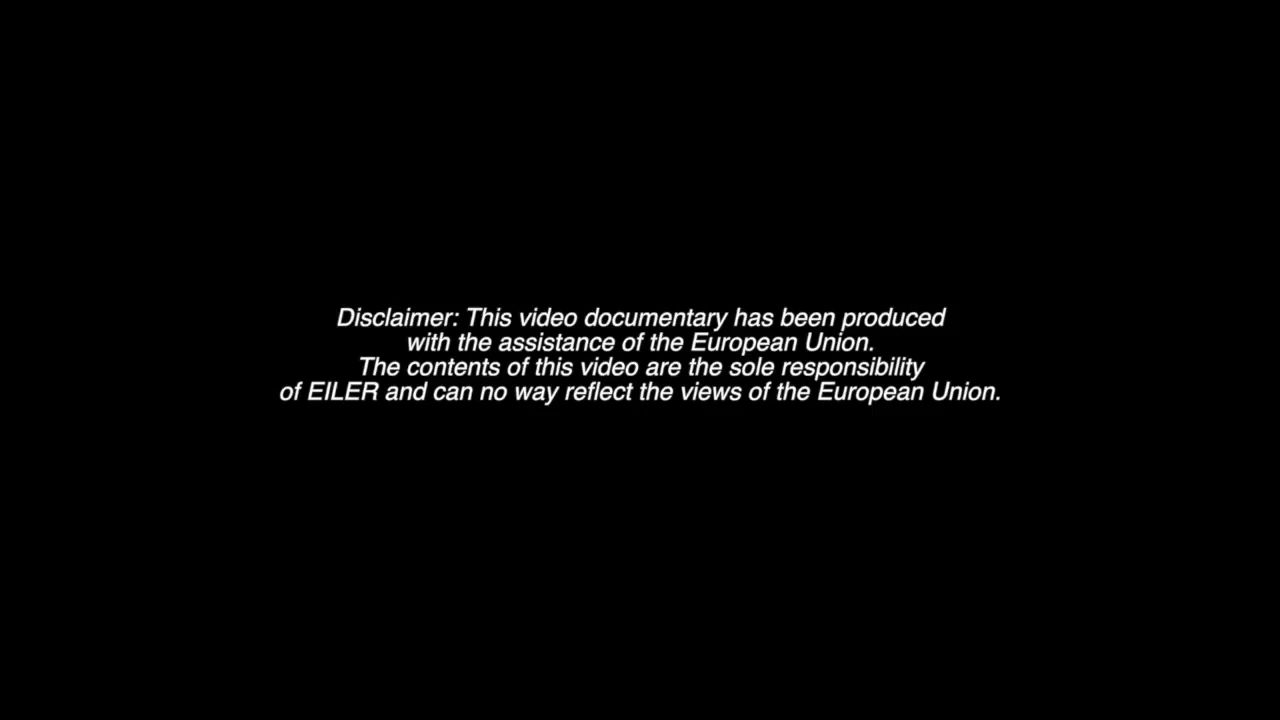 Disclaimer: This video documentary has been produced
with the assistance of the European Union.
The contents of this video are the sole responsibility
of EILER and can no way reflect the views of the European Union.